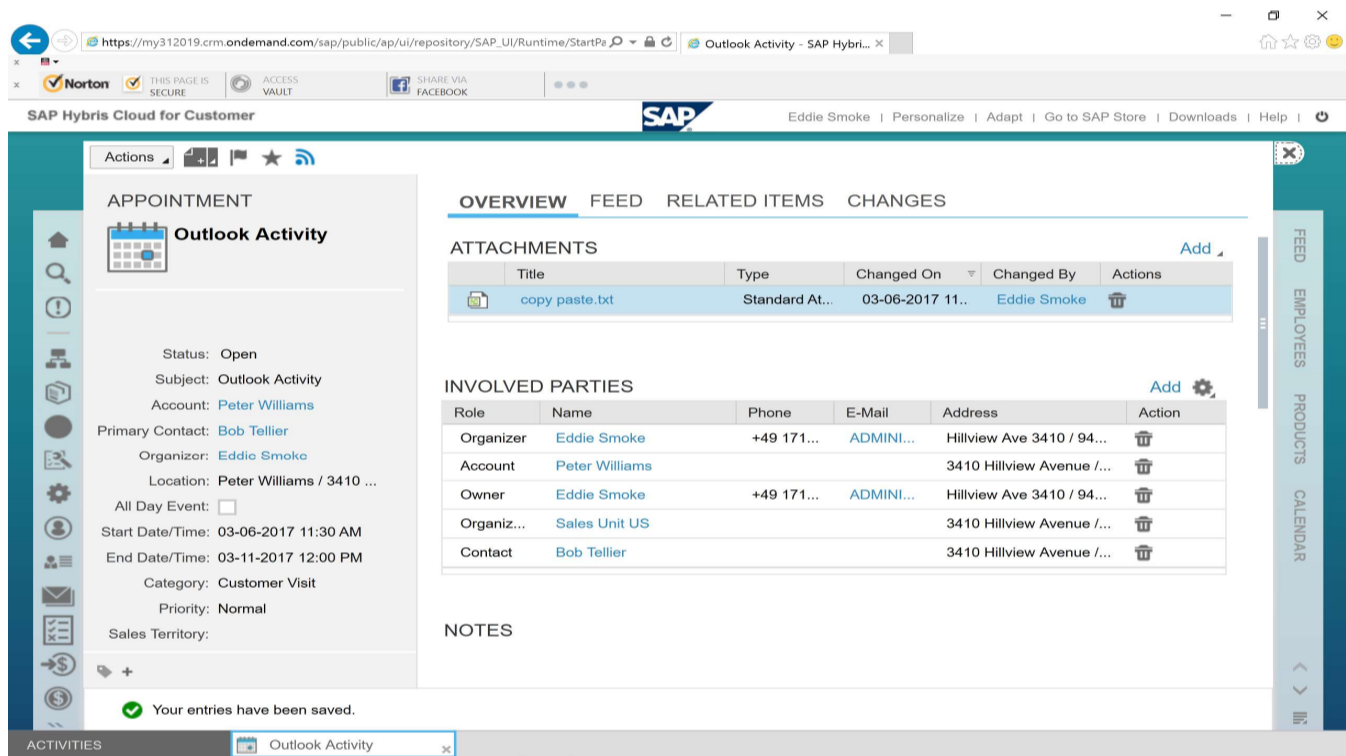 https://my312019.crm.ondemand.com/sap/public/ap/ui/repository/SAP_UI/Runtime/StartPa
Outlook Activity - SAP Hybri...
Norton THIS PAGE IS SECURE ACCESS VAULT SHARE VIA FACEBOOK
SAP Hybris Cloud for Customer
SAP
Eddie Smoke | Personalize | Adapt | Go to SAP Store | Downloads | Help |
Actions
APPOINTMENT
Outlook Activity
Status: Open
Subject: Outlook Activity
Account: Peter Williams
Primary Contact: Bob Tellier
Organizer: Eddie Smoke
Location: Peter Williams / 3410 ...
All Day Event:
Start Date/Time: 03-06-2017 11:30 AM
End Date/Time: 03-11-2017 12:00 PM
Category: Customer Visit
Priority: Normal
Sales Territory:
OVERVIEW FEED RELATED ITEMS CHANGES
ATTACHMENTS Add
Title Type Changed On Changed By Actions
copy paste.txt Standard At... 03-06-2017 11.. Eddie Smoke
INVOLVED PARTIES Add
Role Name Phone E-Mail Address Action
Organizer Eddie Smoke +49 171... ADMINI... Hillview Ave 3410 / 94...
Account Peter Williams 3410 Hillview Avenue /...
Owner Eddie Smoke +49 171... ADMINI... Hillview Ave 3410 / 94...
Organiz... Sales Unit US 3410 Hillview Avenue /...
Contact Bob Tellier 3410 Hillview Avenue /...
NOTES
FEED
EMPLOYEES
PRODUCTS
CALENDAR
Your entries have been saved.
ACTIVITIES Outlook Activity